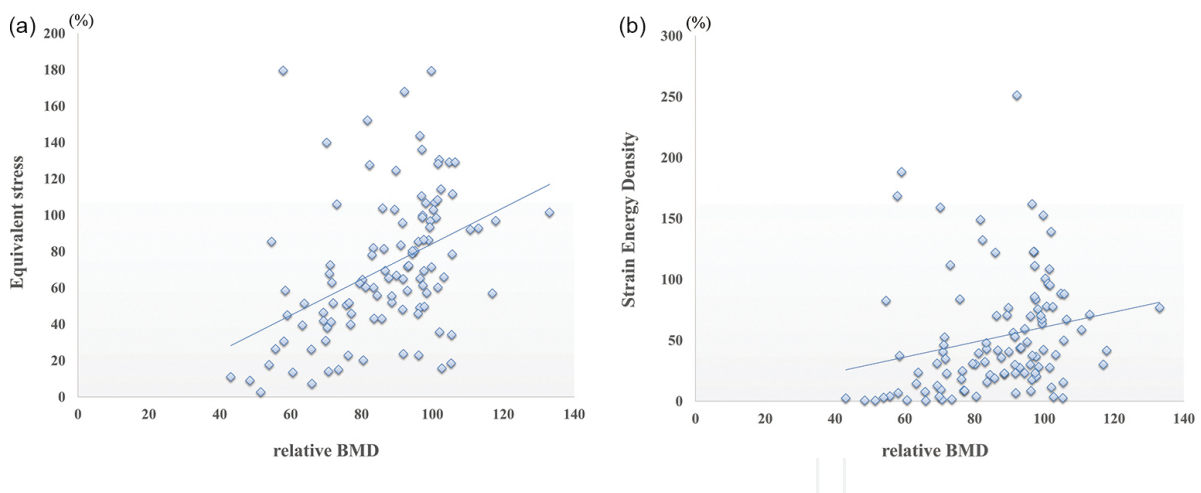 (a) (%)
200
180
160
140
120
100
80
60
40
20
0
Equivalent stress
0 20 40 60 80 100 120 140
relative BMD
(b) (%)
300
250
200
150
100
50
0
Strain Energy Density
0 20 40 60 80 100 120 140
relative BMD